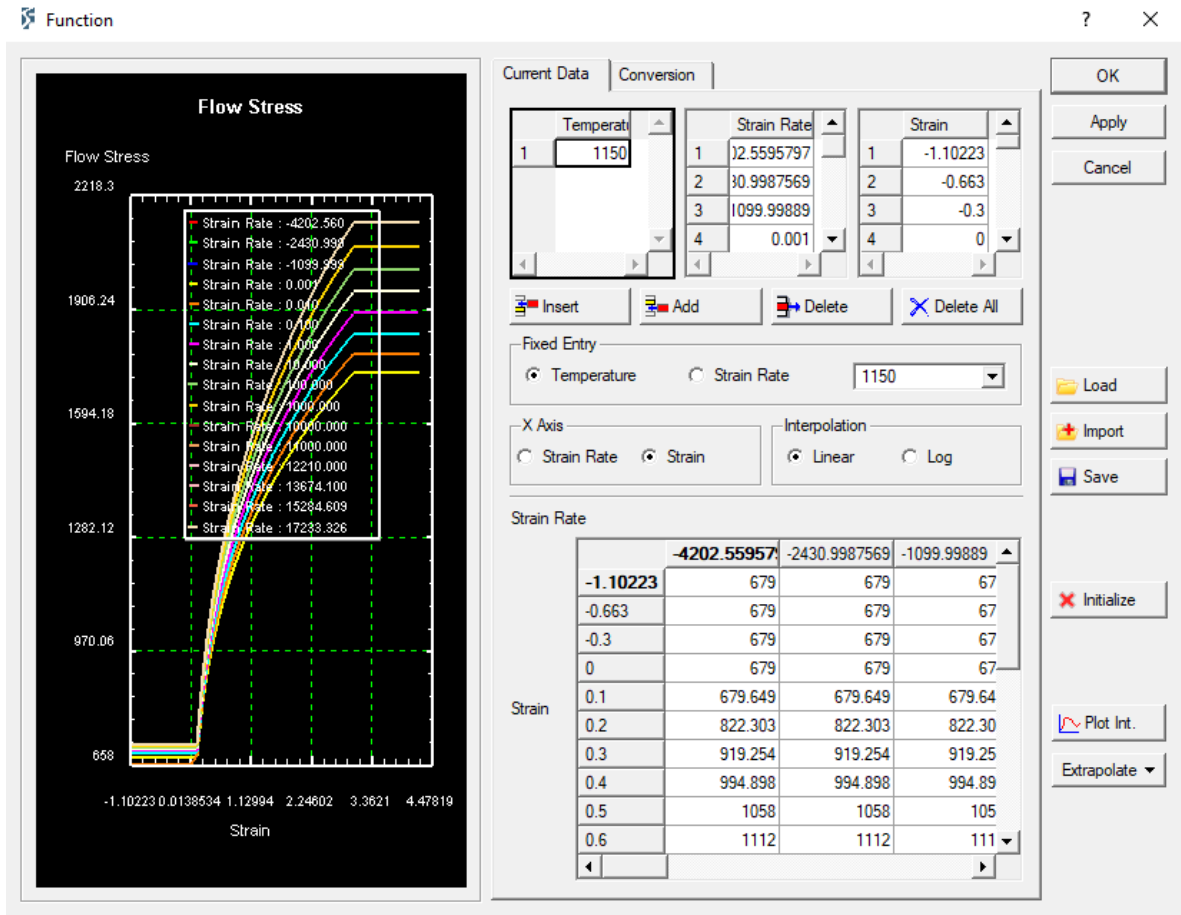 Function ? ×
Flow Stress
Flow Stress
2218.3
1906.24
1594.18
1282.12
970.06
658
Strain Rate : -4202.560
Strain Rate : -2430.999
Strain Rate : -1099.999
Strain Rate : 0.001
Strain Rate : 0.010
Strain Rate : 0.100
Strain Rate : 1.000
Strain Rate : 10.000
Strain Rate : 100.000
Strain Rate : 1000.000
Strain Rate : 10000.000
Strain Rate : 11000.000
Strain Rate : 12210.000
Strain Rate : 13674.100
Strain Rate : 15284.609
Strain Rate : 17233.326
-1.10223 0.0138534 1.12994 2.24602 3.3621 4.47819
Strain
Current Data Conversion
Temperatu
1 1150
Strain Rate
1 02.5595797
2 30.9987569
3 1099.99889
4 0.001
Strain
1 -1.10223
2 -0.663
3 -0.3
4 0
Insert Add Delete Delete All
Fixed Entry
Temperature Strain Rate 1150
X Axis
Strain Rate Strain
Interpolation
Linear Log
Strain Rate
-4202.559579 -2430.9987569 -1099.99889
-1.10223 679 679 67
-0.663 679 679 67
-0.3 679 679 67
0 679 679 67
0.1 679.649 679.649 679.64
0.2 822.303 822.303 822.30
0.3 919.254 919.254 919.25
0.4 994.898 994.898 994.89
0.5 1058 1058 105
0.6 1112 1112 111
Strain
OK
Apply
Cancel
Load
Import
Save
Initialize
Plot Int.
Extrapolate